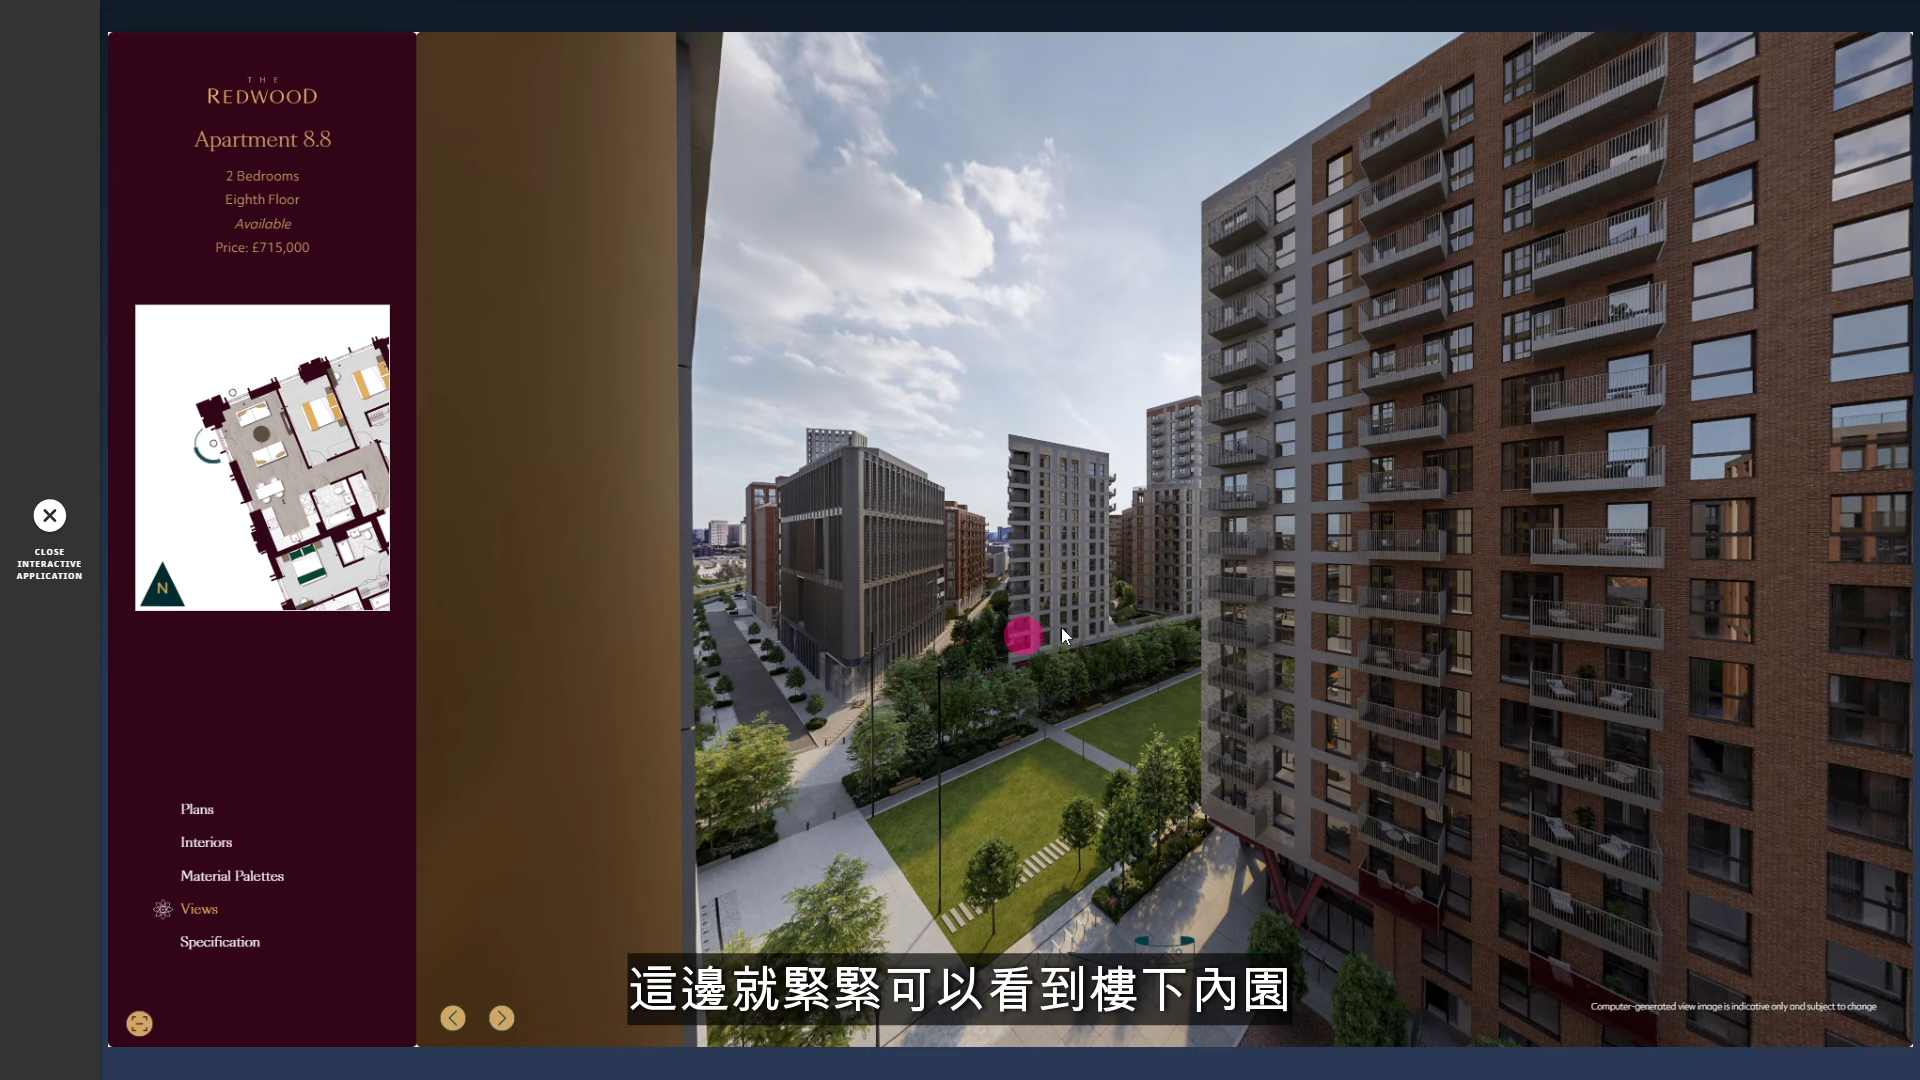 CLOSE
INTERACTIVE
APPLICATION
THE
REDWOOD
Apartment 8.8
2 Bedrooms
Eighth Floor
Available
Price: £715,000
N
Plans
Interiors
Material Palettes
Views
Specification
這邊就緊緊可以看到樓下內園
Computer-generated view image is indicative only and subject to change